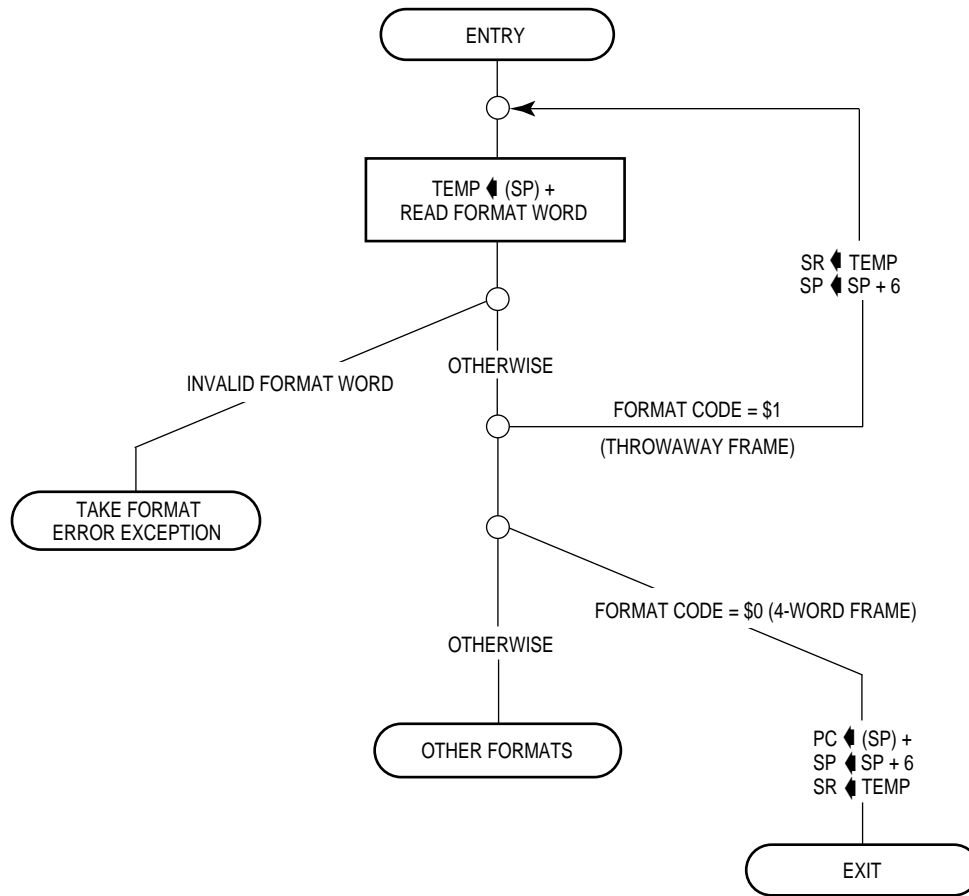 ENTRY
TEMP ◀ (SP) +
READ FORMAT WORD
SR ◀ TEMP
SP ◀ SP + 6
OTHERWISE
INVALID FORMAT WORD
FORMAT CODE = $1
(THROWAWAY FRAME)
TAKE FORMAT
ERROR EXCEPTION
FORMAT CODE = $0 (4-WORD FRAME)
OTHERWISE
OTHER FORMATS
PC ◀ (SP) +
SP ◀ SP + 6
SR ◀ TEMP
EXIT